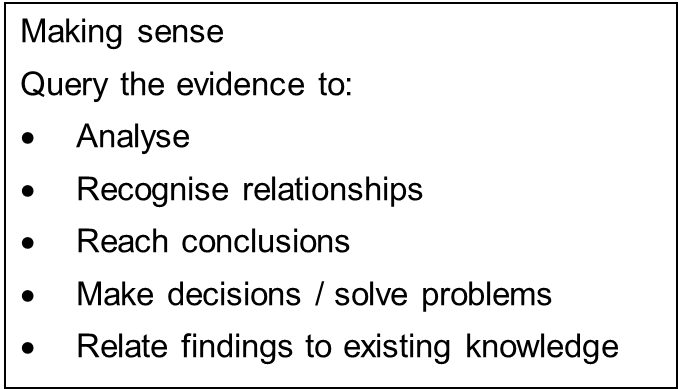 Making sense
Query the evidence to:
• Analyse
• Recognise relationships
• Reach conclusions
• Make decisions / solve problems
• Relate findings to existing knowledge